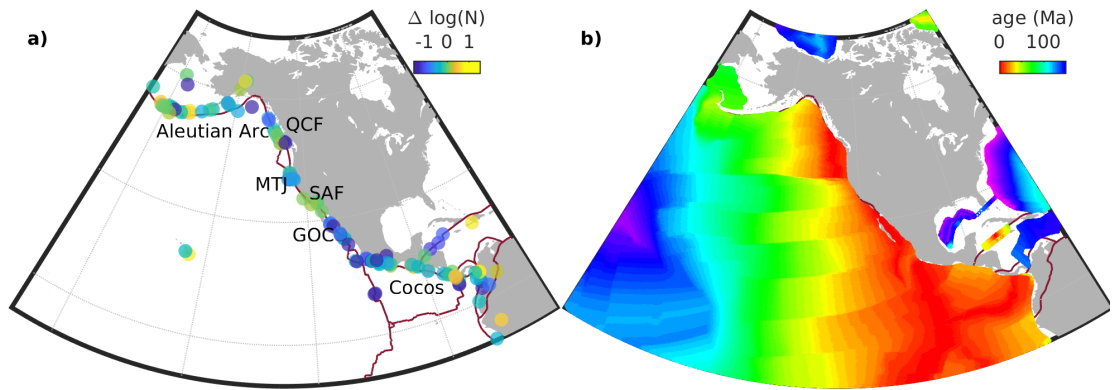 a)
Δ log(N)
-1 0 1
Aleutian Arc
QCF
MTJ
SAF
GOC
Cocos
b)
age (Ma)
0 100